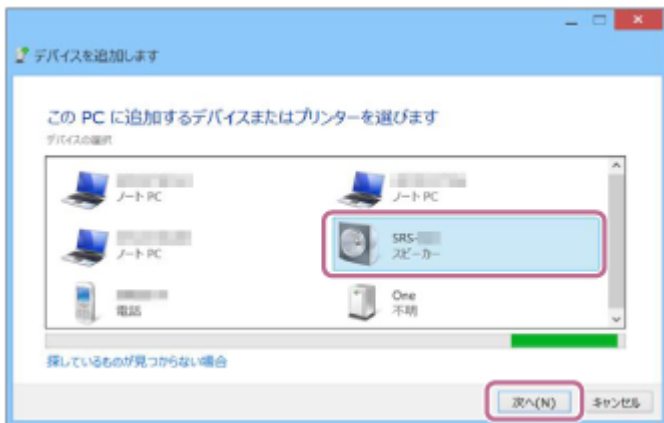 デバイスを追加します
この PC に追加するデバイスまたはプリンターを選びます
デバイスの選択
ノート PC
ノート PC
ノート PC
SRS-
スピーカー
電話
One
不明
探しているものが見つからない場合
次へ(N)
キャンセル